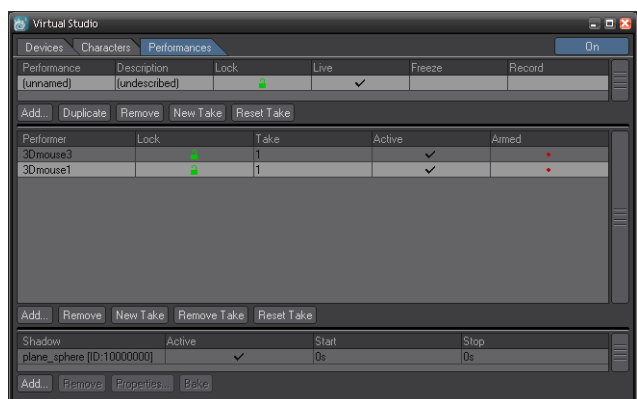 Virtual Studio
Devices Characters Performances On
Performance Description Lock Live Freeze Record
(unnamed) (undescribed)
Add... Duplicate Remove New Take Reset Take
Performer Lock Take Active Armed
3Dmouse3 1
3Dmouse1 1
Add... Remove New Take Remove Take Reset Take
Shadow Active Start Stop
plane_sphere [ID:10000000] 0s 0s
Add... Remove Properties... Bake